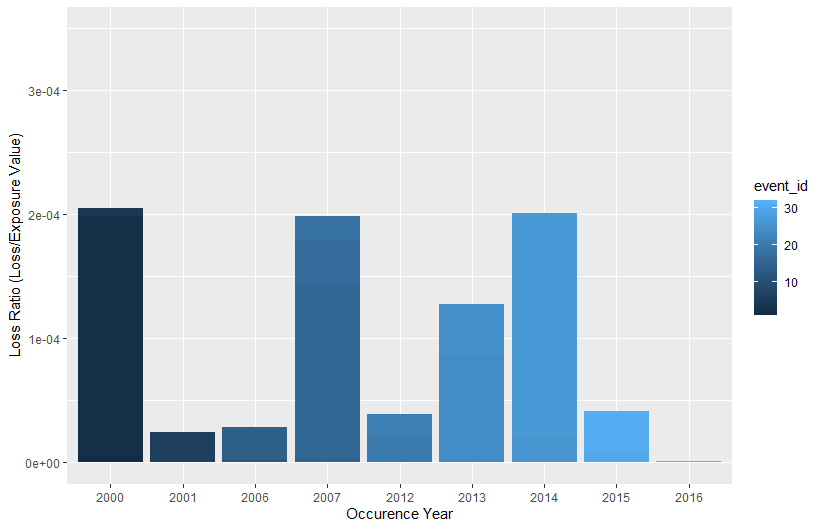 Loss Ratio (Loss/Exposure Value)
3e-04
2e-04
1e-04
0e+00
2000 2001 2006 2007 2012 2013 2014 2015 2016
Occurence Year
event_id
30
20
10